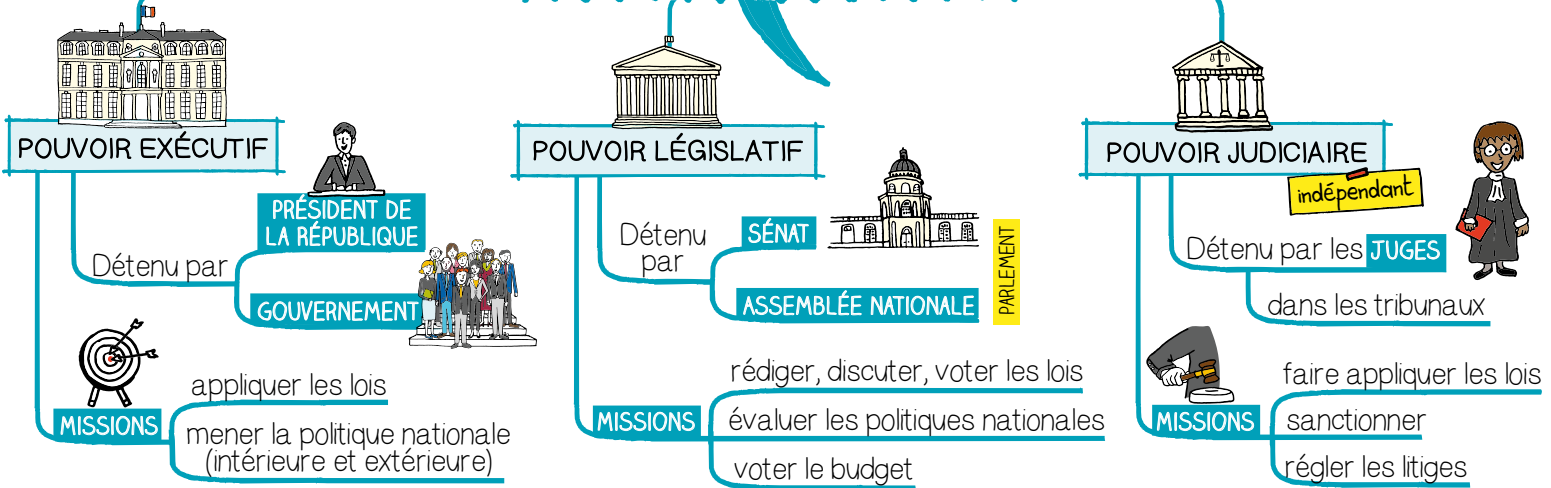 POUVOIR EXÉCUTIF
Détenu par
PRÉSIDENT DE
LA RÉPUBLIQUE
GOUVERNEMENT
MISSIONS
appliquer les lois
mener la politique nationale
(intérieure et extérieure)
POUVOIR LÉGISLATIF
Détenu
par
SÉNAT
ASSEMBLÉE NATIONALE
PARLEMENT
MISSIONS
rédiger, discuter, voter les lois
évaluer les politiques nationales
voter le budget
POUVOIR JUDICIAIRE
indépendant
Détenu par les JUGES
dans les tribunaux
MISSIONS
faire appliquer les lois
sanctionner
régler les litiges